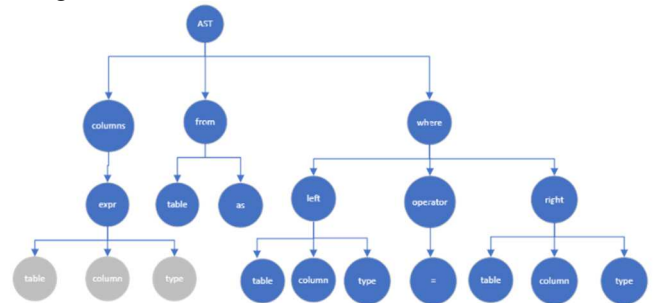 AST
columns from where
expr table as left operator right
table column type table column type = table column type